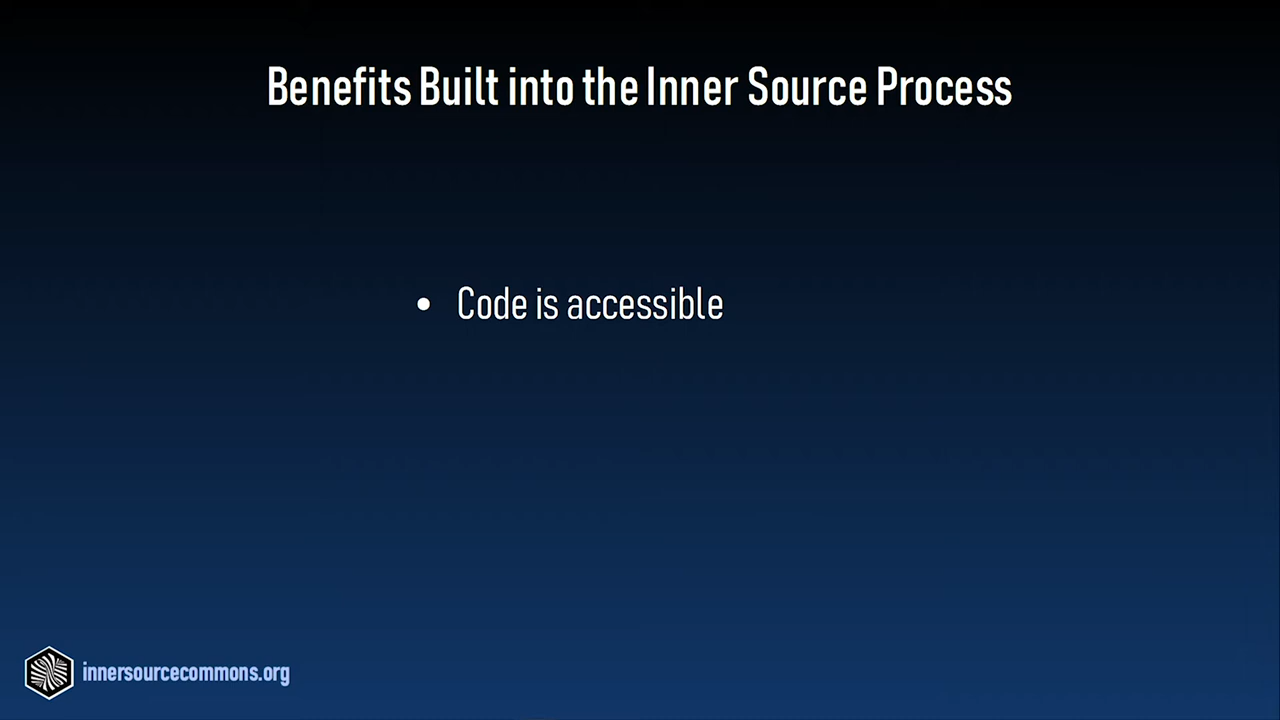 Benefits Built into the Inner Source Process
• Code is accessible
innersourcecommons.org